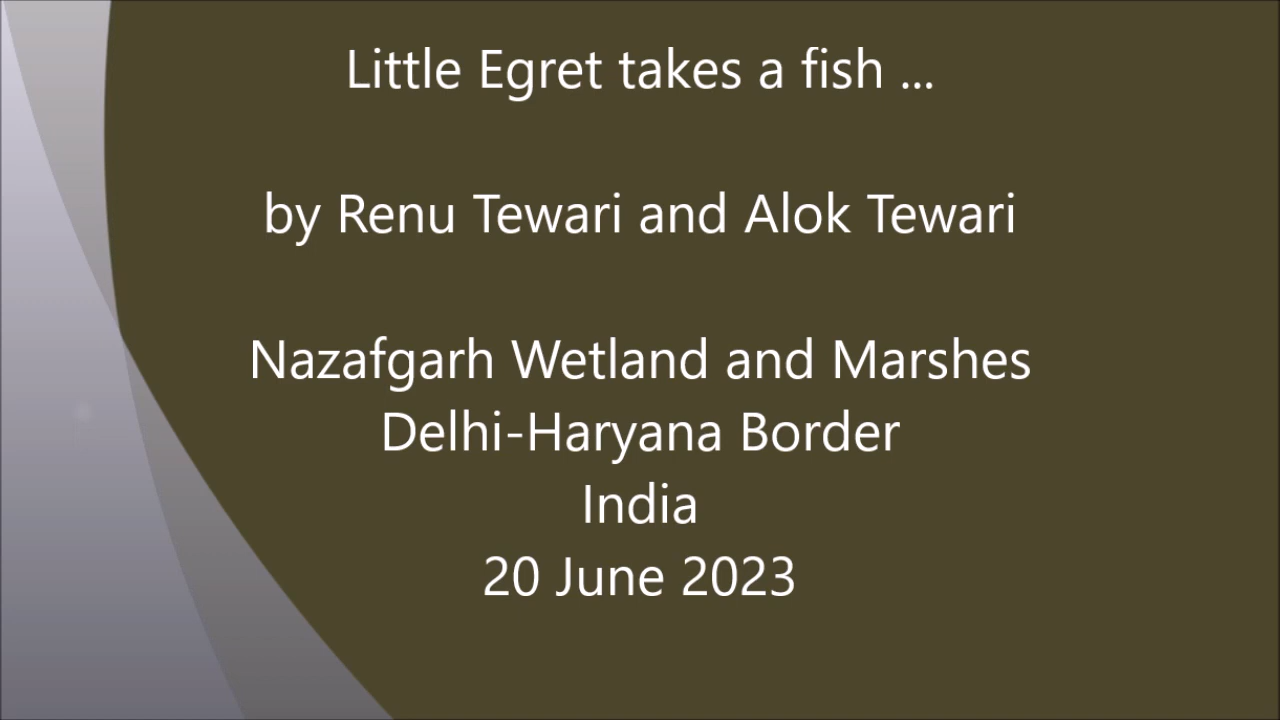 Little Egret takes a fish ...
by Renu Tewari and Alok Tewari
Nazafgarh Wetland and Marshes
Delhi-Haryana Border
India
20 June 2023